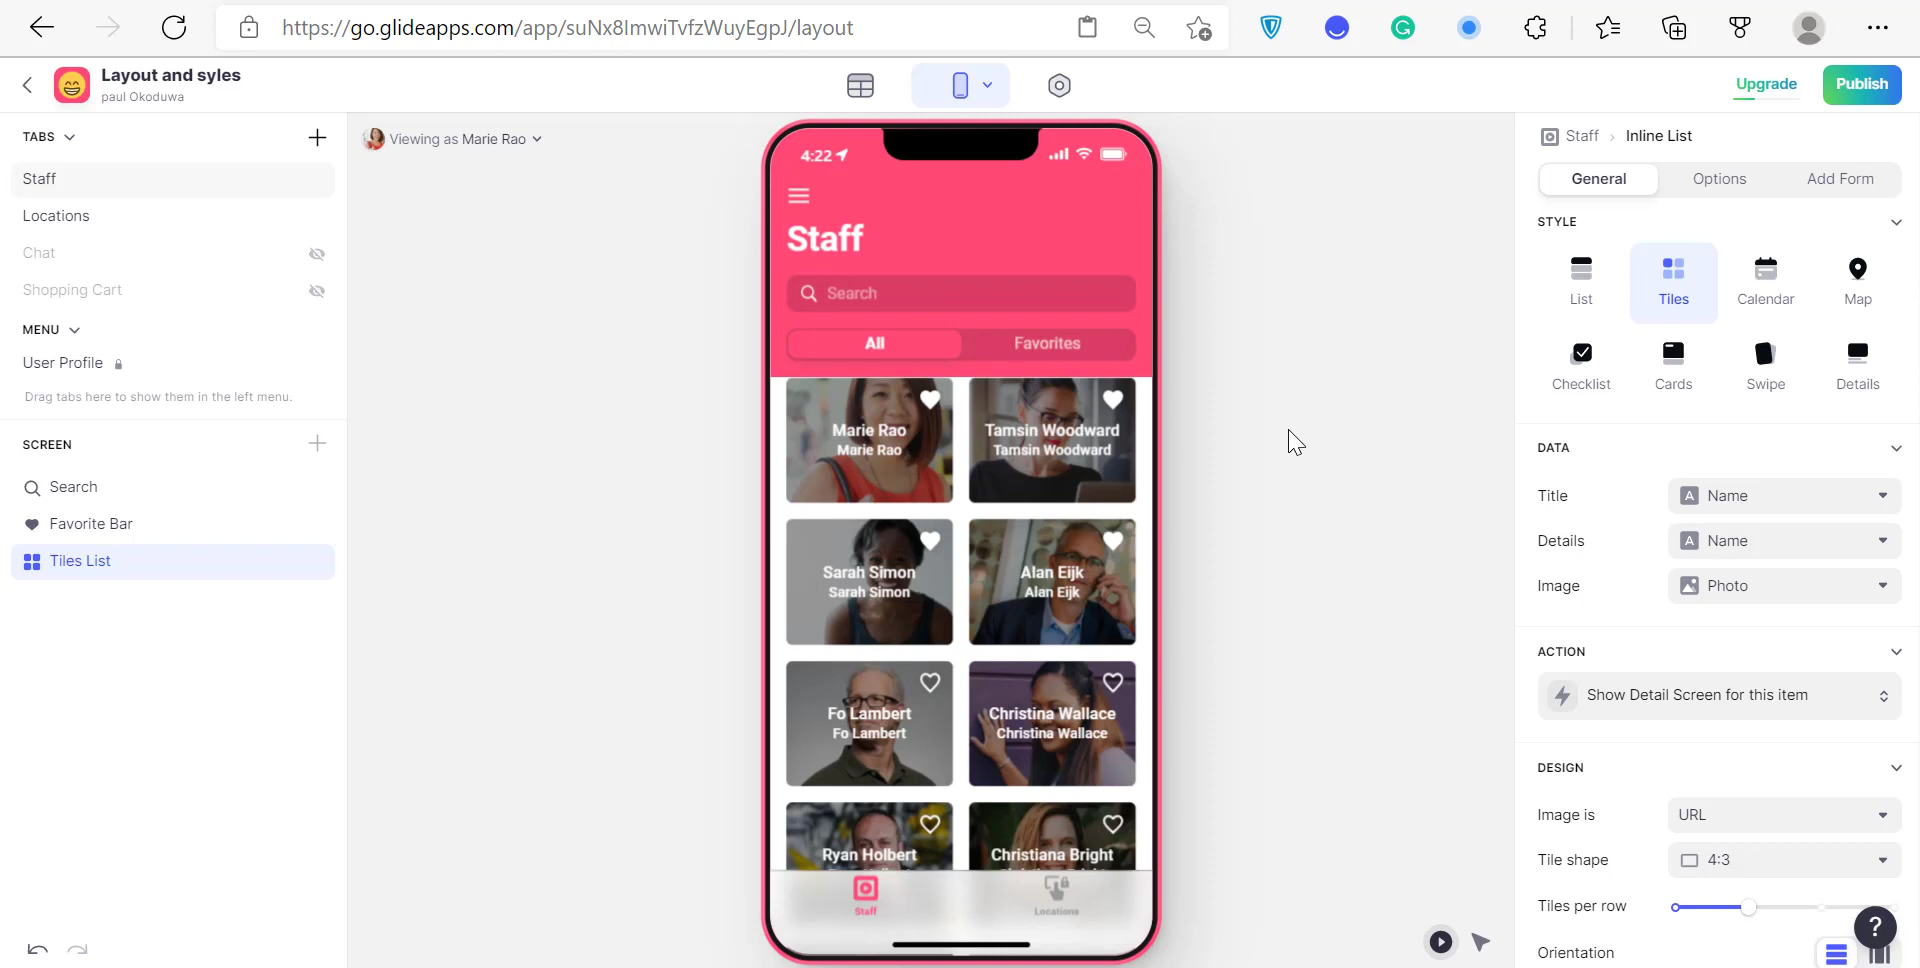 https://go.glideapps.com/app/suNx8ImwiTvfzWuyEgpJ/layout
Layout and syles
paul Okoduwa
Upgrade
Publish
TABS
Staff
Locations
Chat
Shopping Cart
MENU
User Profile
Drag tabs here to show them in the left menu.
SCREEN
Search
Favorite Bar
Tiles List
Viewing as Marie Rao
4:22
Staff
Search
All Favorites
Marie Rao
Marie Rao
Tamsin Woodward
Tamsin Woodward
Sarah Simon
Sarah Simon
Alan Eijk
Alan Eijk
Fo Lambert
Fo Lambert
Christina Wallace
Christina Wallace
Ryan Holbert
Christiana Bright
Staff
Locations
Staff › Inline List
General Options Add Form
STYLE
List Tiles Calendar Map
Checklist Cards Swipe Details
DATA
Title A Name
Details A Name
Image Photo
ACTION
Show Detail Screen for this item
DESIGN
Image is URL
Tile shape 4:3
Tiles per row
?
Orientation